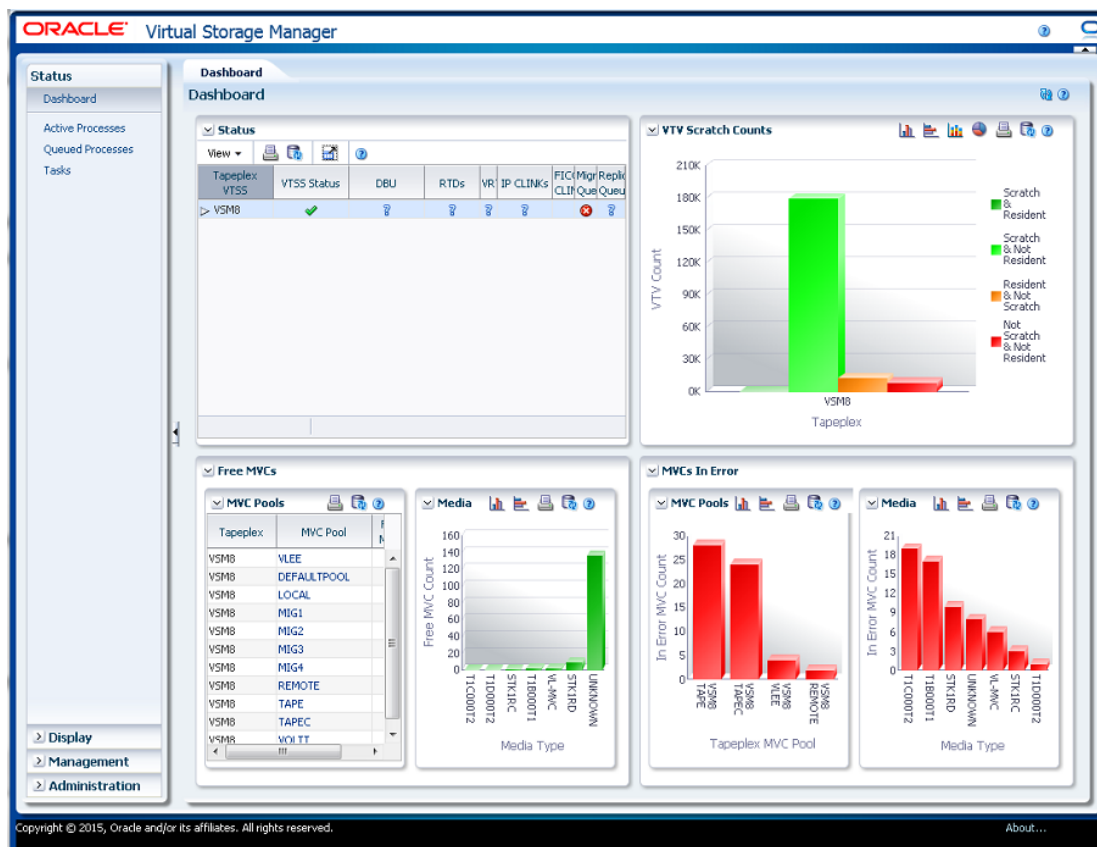 ORACLE Virtual Storage Manager
Status
Dashboard
Active Processes
Queued Processes
Tasks
Display
Management
Administration
Dashboard
Dashboard
Status
View
Tapeplex
VTSS
VTSS Status
DBU
RTDs
VR
IP CLINKs
FIC
CLIN
Migr
Que
Replic
Queu
VSM8
VTV Scratch Counts
210K
180K
150K
120K
90K
60K
30K
0K
VTV Count
VSM8
Tapeplex
Scratch
&
Resident
Scratch
& Not
Resident
Resident
& Not
Scratch
Not
Scratch
& Not
Resident
Free MVCs
MVC Pools
Tapeplex
MVC Pool
VSM8 VLEE
VSM8 DEFAULTPOOL
VSM8 LOCAL
VSM8 MIG1
VSM8 MIG2
VSM8 MIG3
VSM8 MIG4
VSM8 REMOTE
VSM8 TAPE
VSM8 TAPEC
VSM8 VOLTT
Media
160
140
120
100
80
60
40
20
0
Free MVC Count
T1C000T2
T1D000T2
STK1RC
T1B000T1
VL-MVC
STK1RD
UNKNOWN
Media Type
MVCs In Error
MVC Pools
30
25
20
15
10
5
0
In Error MVC Count
VSM8
TAPE
VSM8
TAPEC
VSM8
VLEE
VSM8
REMOTE
Tapeplex MVC Pool
Media
21
18
15
12
9
6
3
0
In Error MVC Count
T1C000T2
T1B000T1
STK1RD
UNKNOWN
VL-MVC
STK1RC
T1D000T2
Media Type
Copyright © 2015, Oracle and/or its affiliates. All rights reserved.
About...